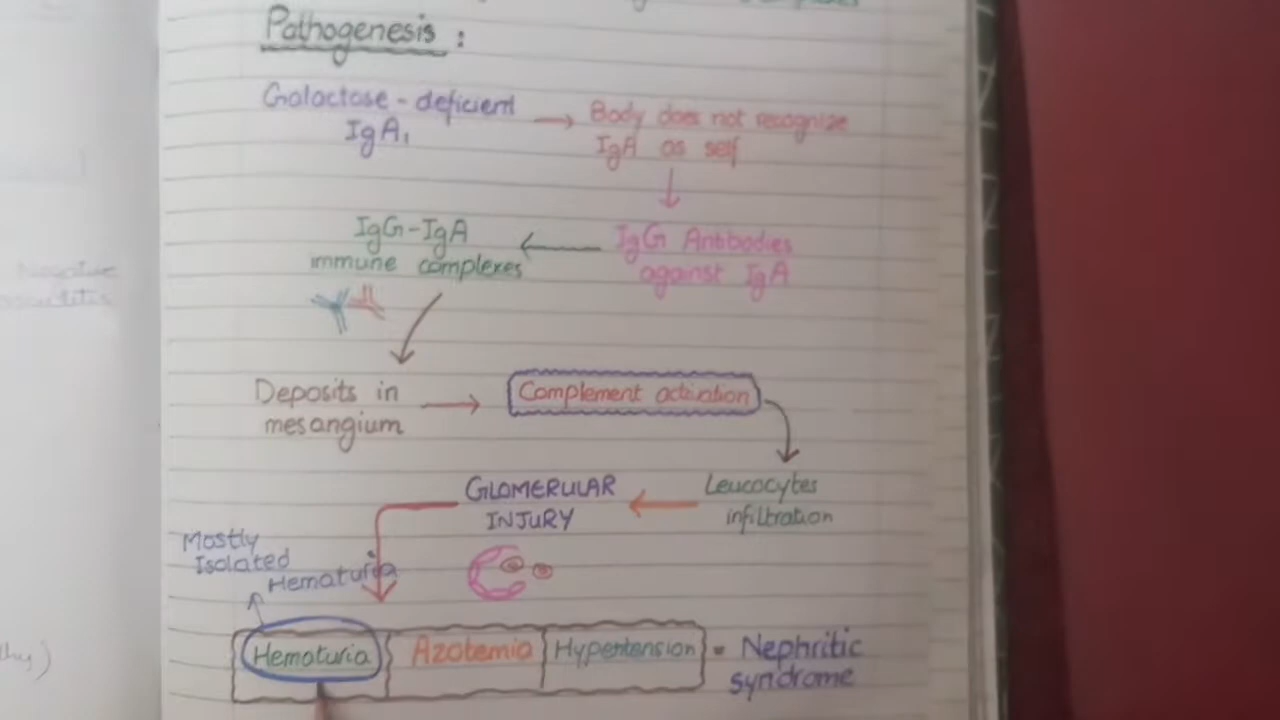 Pathogenesis :
Galactose-deficient
IgA₁
Body does not recognize
IgA as self
IgG Antibodies
against IgA
IgG-IgA
immune complexes
Deposits in
mesangium
Complement activation
Leucocytes
infiltration
GLOMERULAR
INJURY
Mostly
Isolated
Hematuria
Hematuria Azotemia Hypertension = Nephritic
syndrome